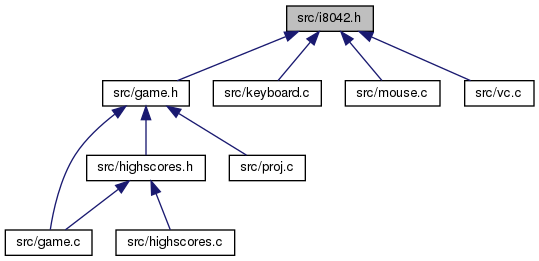 src/i8042.h
src/game.h
src/keyboard.c
src/mouse.c
src/vc.c
src/highscores.h
src/proj.c
src/game.c
src/highscores.c